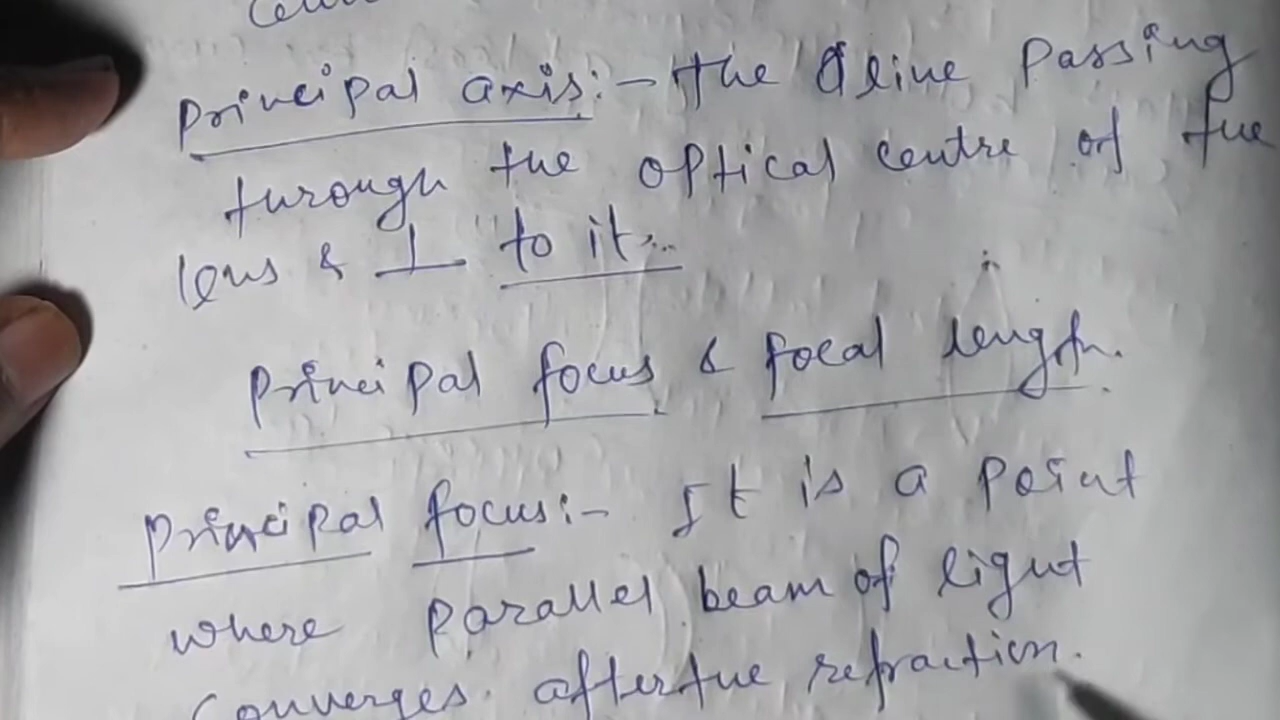 Principal axis:- the line Passing
through the optical centre of the
lens & ⊥ to it.
Principal focus & focal length.
Principal focus:- It is a point
where parallel beam of light
converges. after the refraction.